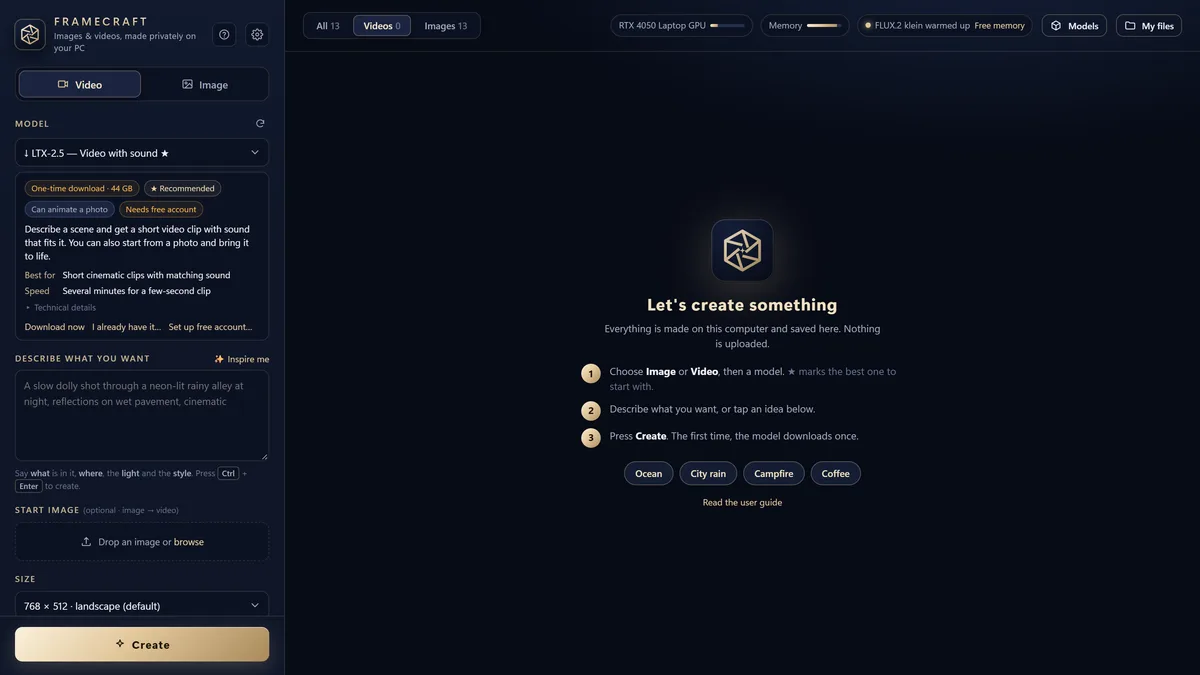 FRAMECRAFT
Images & videos, made privately on
your PC
Video
Image
MODEL
↓ LTX-2.5 — Video with sound ★
One-time download · 44 GB
★ Recommended
Can animate a photo
Needs free account
Describe a scene and get a short video clip with sound
that fits it. You can also start from a photo and bring it
to life.
Best for Short cinematic clips with matching sound
Speed Several minutes for a few-second clip
Technical details
Download now I already have it... Set up free account...
DESCRIBE WHAT YOU WANT
Inspire me
A slow dolly shot through a neon-lit rainy alley at
night, reflections on wet pavement, cinematic
Say what is in it, where, the light and the style. Press Ctrl +
Enter to create.
START IMAGE (optional · image → video)
Drop an image or browse
SIZE
768 × 512 · landscape (default)
Create
All 13
Videos 0
Images 13
RTX 4050 Laptop GPU
Memory
FLUX.2 klein warmed up Free memory
Models
My files
Let's create something
Everything is made on this computer and saved here. Nothing
is uploaded.
1 Choose Image or Video, then a model. ★ marks the best one to
start with.
2 Describe what you want, or tap an idea below.
3 Press Create. The first time, the model downloads once.
Ocean
City rain
Campfire
Coffee
Read the user guide